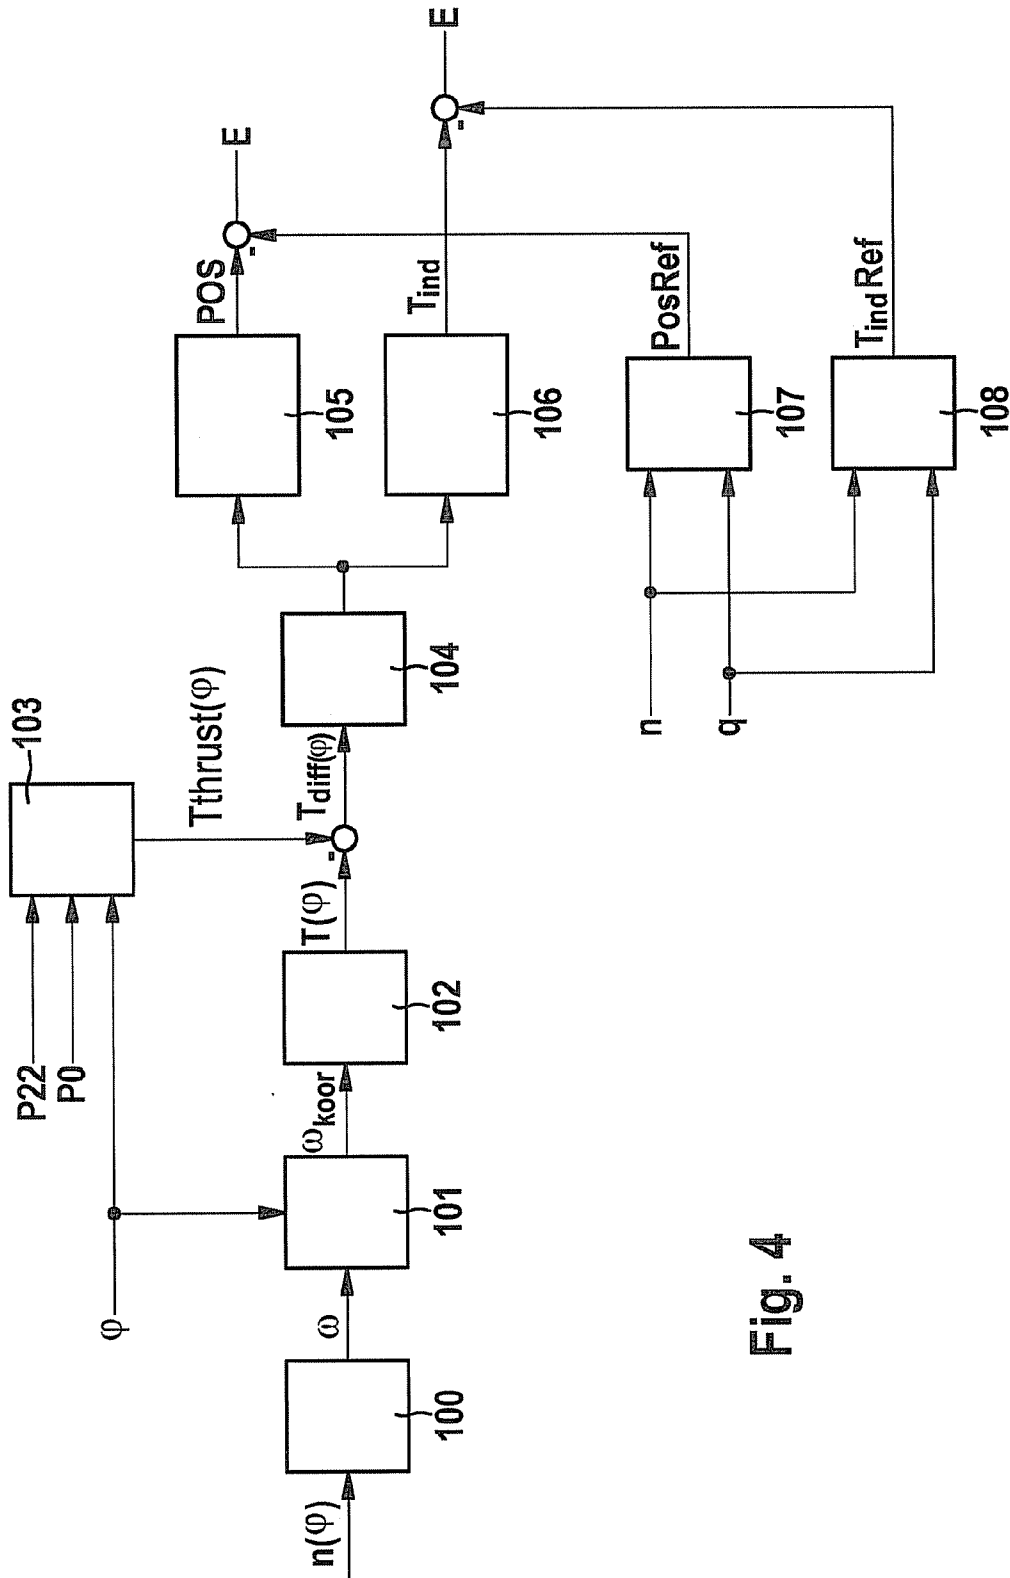 n(φ)
100
ω
101
φ
ωkoor
102
P22
P0
103
T(φ)
Tthrust(φ)
Tdiff(φ)
104
105
POS
E
106
Tind
E
n
q
107
PosRef
108
TindRef
-
-
-
Fig. 4